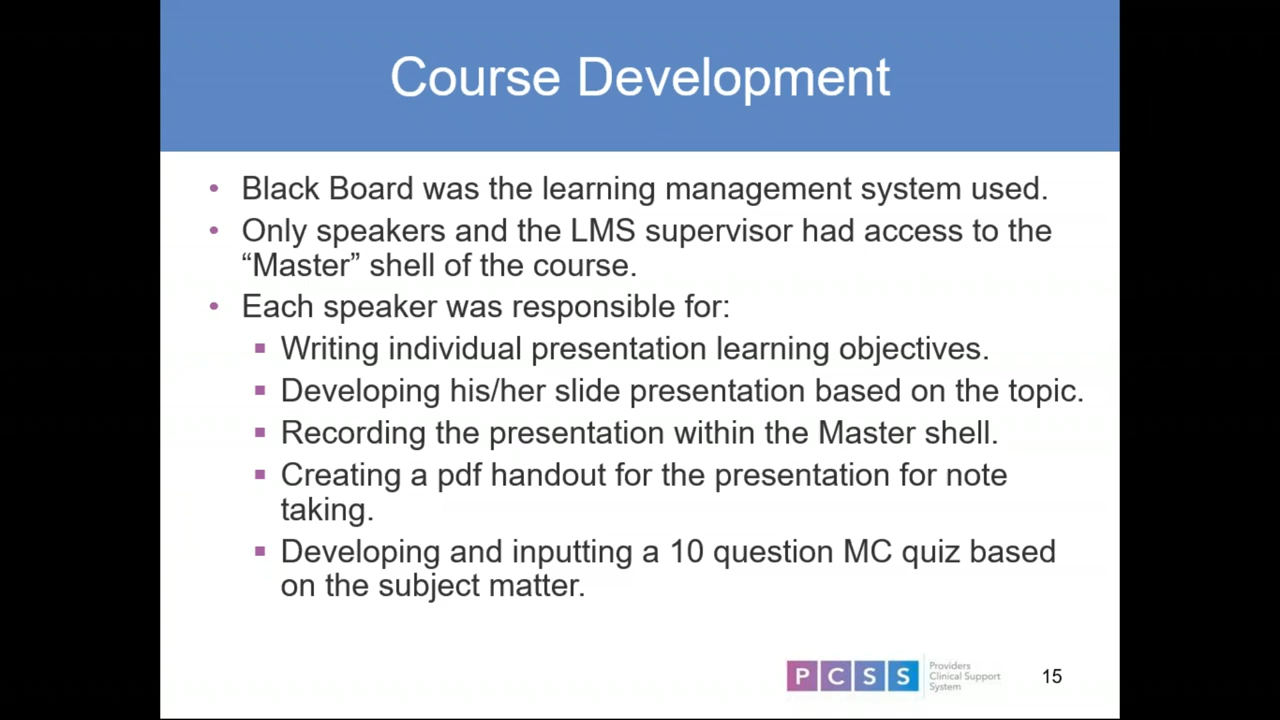 Course Development
• Black Board was the learning management system used.
• Only speakers and the LMS supervisor had access to the
“Master” shell of the course.
• Each speaker was responsible for:
▪ Writing individual presentation learning objectives.
▪ Developing his/her slide presentation based on the topic.
▪ Recording the presentation within the Master shell.
▪ Creating a pdf handout for the presentation for note
taking.
▪ Developing and inputting a 10 question MC quiz based
on the subject matter.
PCSS
Providers
Clinical Support
System
15